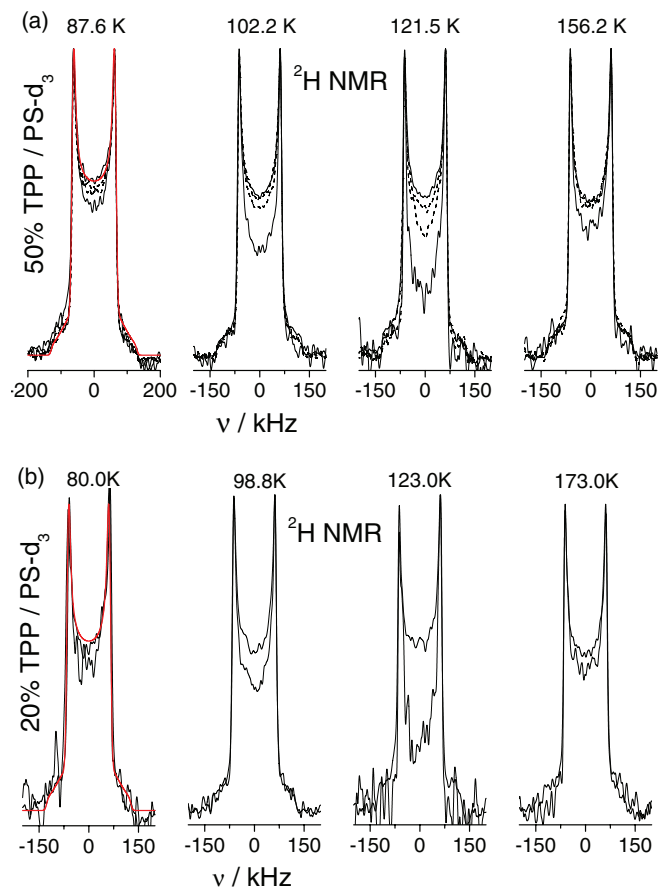 (a)
87.6 K 102.2 K 121.5 K 156.2 K
²H NMR
50% TPP / PS-d₃
-200 0 200 -150 0 150 -150 0 150 -150 0 150
ν / kHz
(b)
80.0K 98.8K 123.0K 173.0K
²H NMR
20% TPP / PS-d₃
-150 0 150 -150 0 150 -150 0 150 -150 0 150
ν / kHz